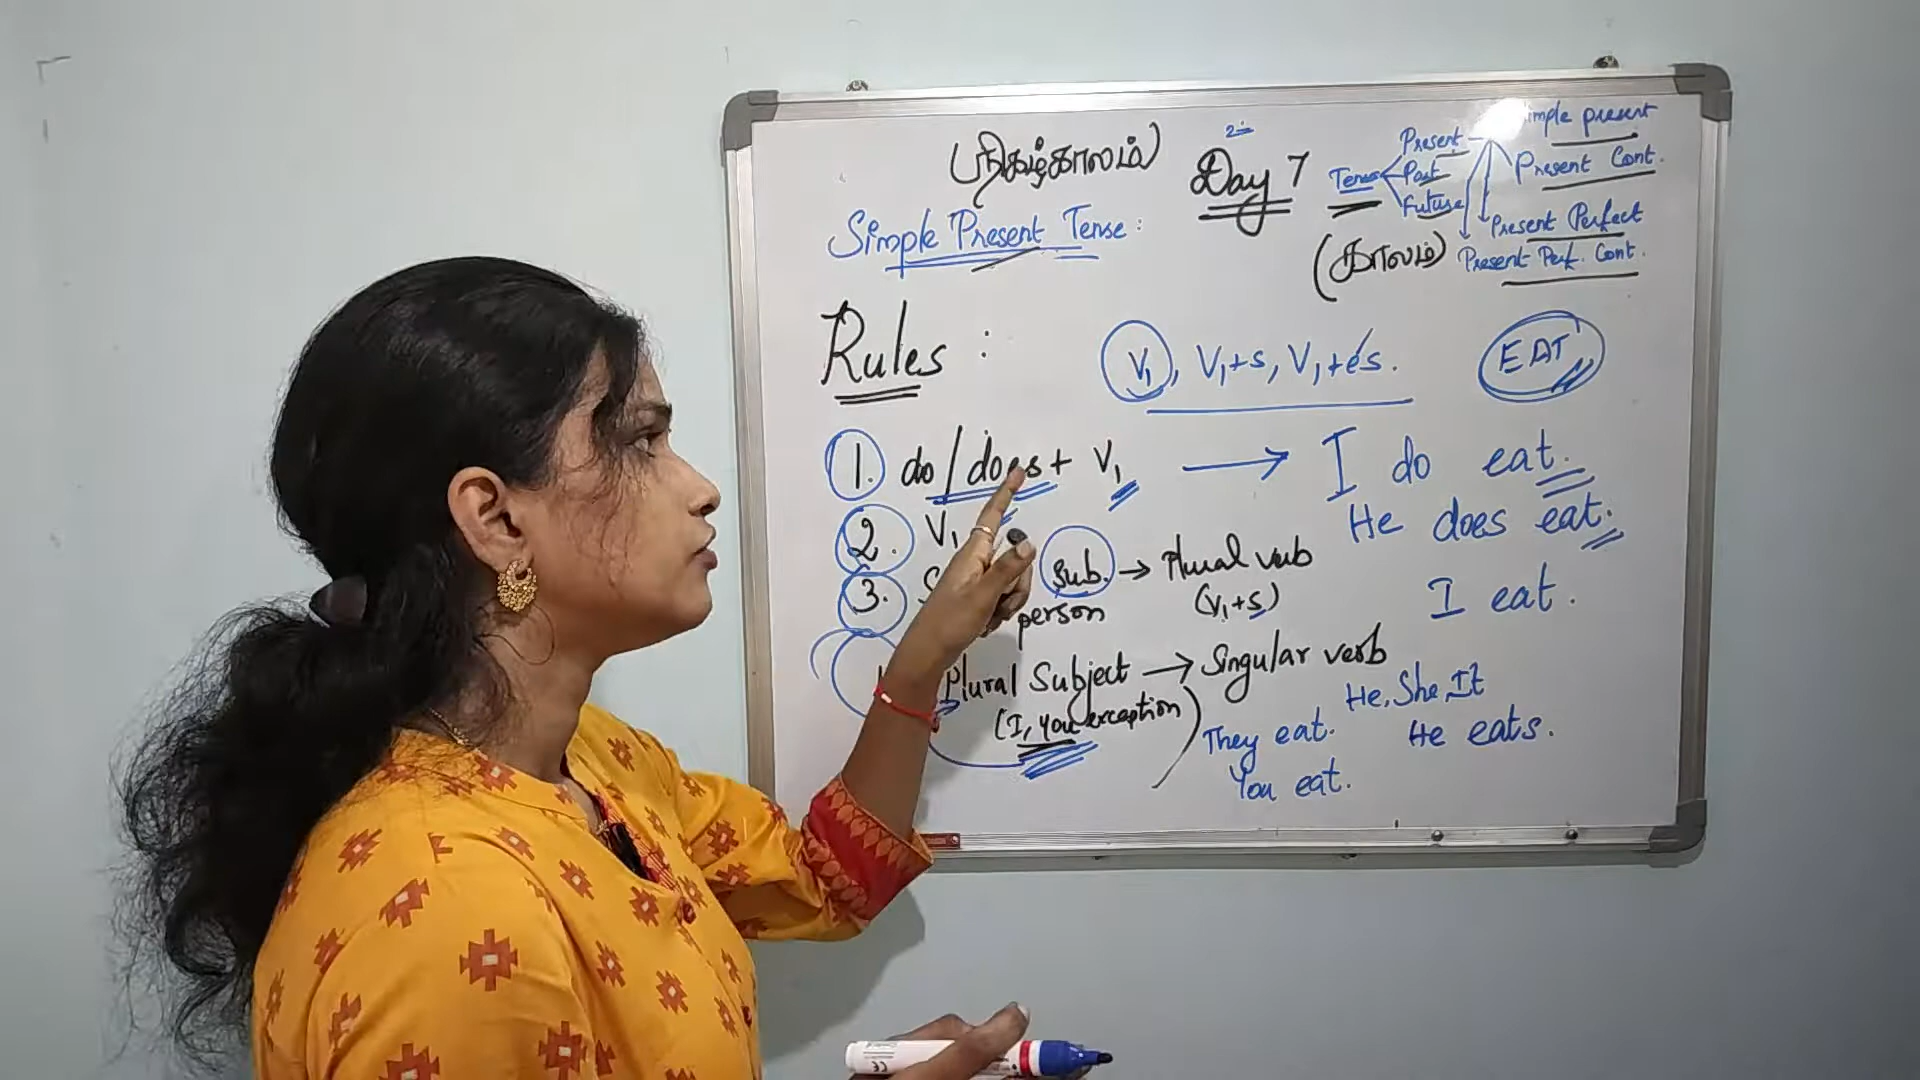 நிகழ்காலம்
Day 7
Tense
Present
Past
Future
Simple present
Present Cont.
Present Perfect
Present Perf. Cont.
(காலம்)
Simple Present Tense:
Rules:
V1, V1+s, V1+es.
EAT
1. do/does + V1 → I do eat.
He does eat.
2. V1
I eat.
3. S sub. → Plural verb
person (V1+s)
Plural Subject → Singular verb
(I, You exception)
He, She, It
They eat. He eats.
You eat.